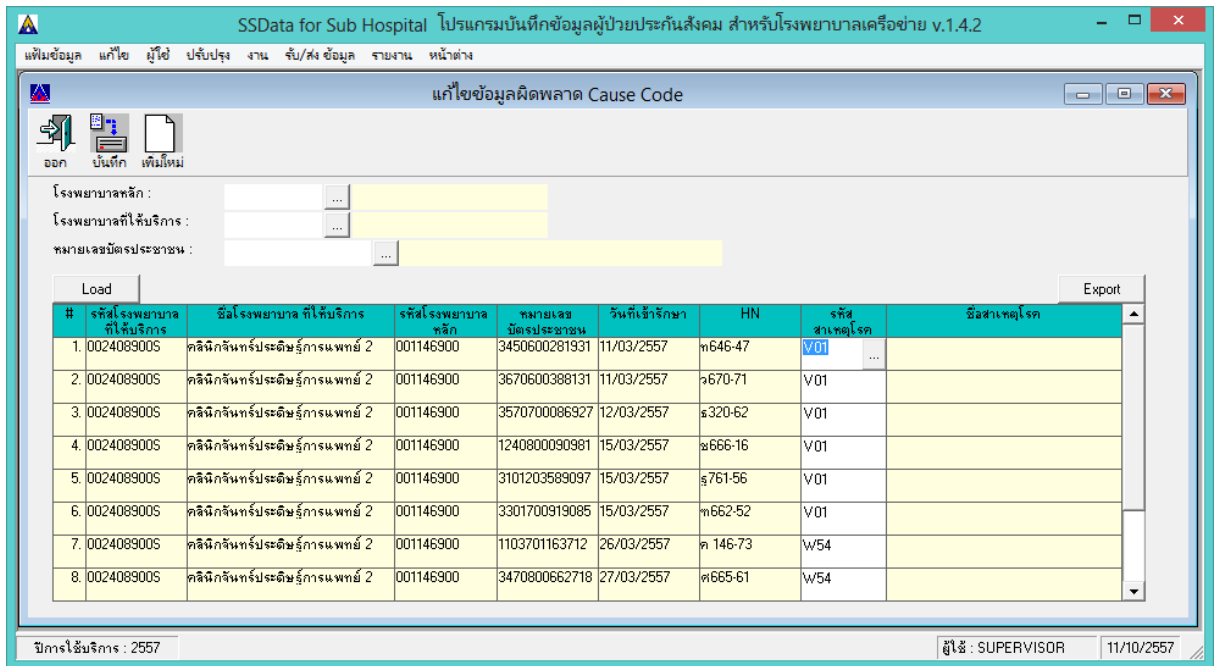 SSData for Sub Hospital โปรแกรมบันทึกข้อมูลผู้ป่วยประกันสังคม สำหรับโรงพยาบาลเครือข่าย v.1.4.2
แฟ้มข้อมูล แก้ไข ผู้ใช้ ปรับปรุง งาน รับ/ส่ง ข้อมูล รายงาน หน้าต่าง
แก้ไขข้อมูลผิดพลาด Cause Code
ออก บันทึก เพิ่มใหม่
โรงพยาบาลหลัก : ...
โรงพยาบาลที่ให้บริการ : ...
หมายเลขบัตรประชาชน : ...
Load Export
# รหัสโรงพยาบาล ชื่อโรงพยาบาล ที่ให้บริการ รหัสโรงพยาบาล หมายเลข วันที่เข้ารักษา HN รหัส ชื่อสาเหตุโรค
ที่ให้บริการ หลัก บัตรประชาชน สาเหตุโรค
1. 002408900S คลินิกจันทร์ประดิษฐ์การแพทย์ 2 001146900 3450600281931 11/03/2557 ท646-47 V01 ...
2. 002408900S คลินิกจันทร์ประดิษฐ์การแพทย์ 2 001146900 3670600388131 11/03/2557 ว670-71 V01
3. 002408900S คลินิกจันทร์ประดิษฐ์การแพทย์ 2 001146900 3570700086927 12/03/2557 ธ320-62 V01
4. 002408900S คลินิกจันทร์ประดิษฐ์การแพทย์ 2 001146900 1240800090981 15/03/2557 ช666-16 V01
5. 002408900S คลินิกจันทร์ประดิษฐ์การแพทย์ 2 001146900 3101203589097 15/03/2557 รู761-56 V01
6. 002408900S คลินิกจันทร์ประดิษฐ์การแพทย์ 2 001146900 3301700919085 15/03/2557 ท662-52 V01
7. 002408900S คลินิกจันทร์ประดิษฐ์การแพทย์ 2 001146900 1103701163712 26/03/2557 ค 146-73 W54
8. 002408900S คลินิกจันทร์ประดิษฐ์การแพทย์ 2 001146900 3470800662718 27/03/2557 ศ665-61 W54
ปีการใช้บริการ : 2557 ผู้ใช้ : SUPERVISOR 11/10/2557